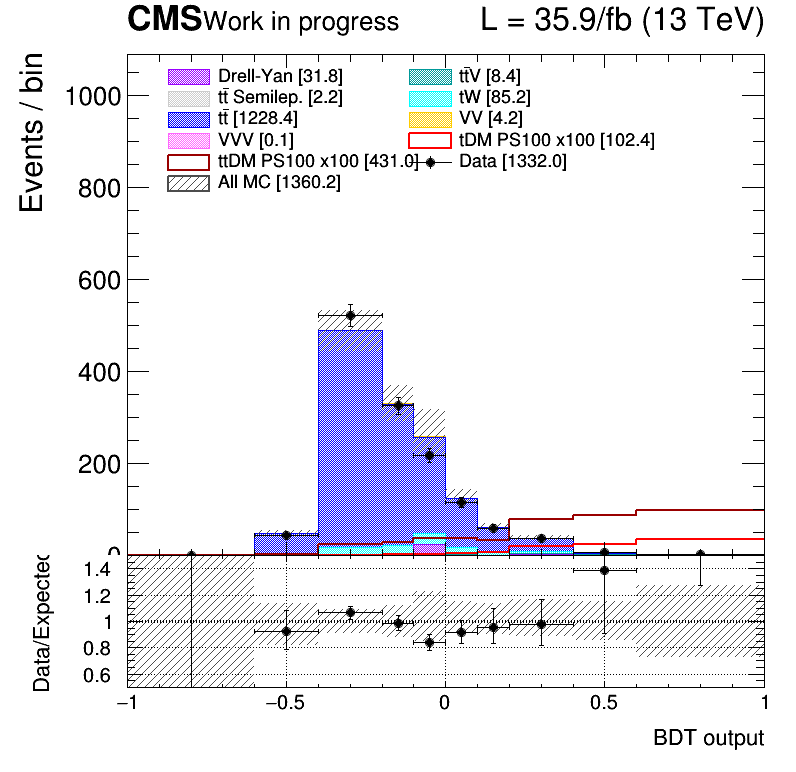 CMS Work in progress L = 35.9/fb (13 TeV)
Events / bin
1000
800
600
400
200
0
Drell-Yan [31.8] tt̄V [8.4]
tt̄ Semilep. [2.2] tW [85.2]
tt̄ [1228.4] VV [4.2]
VVV [0.1] tDM PS100 x100 [102.4]
ttDM PS100 x100 [431.0] Data [1332.0]
All MC [1360.2]
Data/Expected
1.4
1.2
1
0.8
0.6
−1 −0.5 0 0.5 1
BDT output